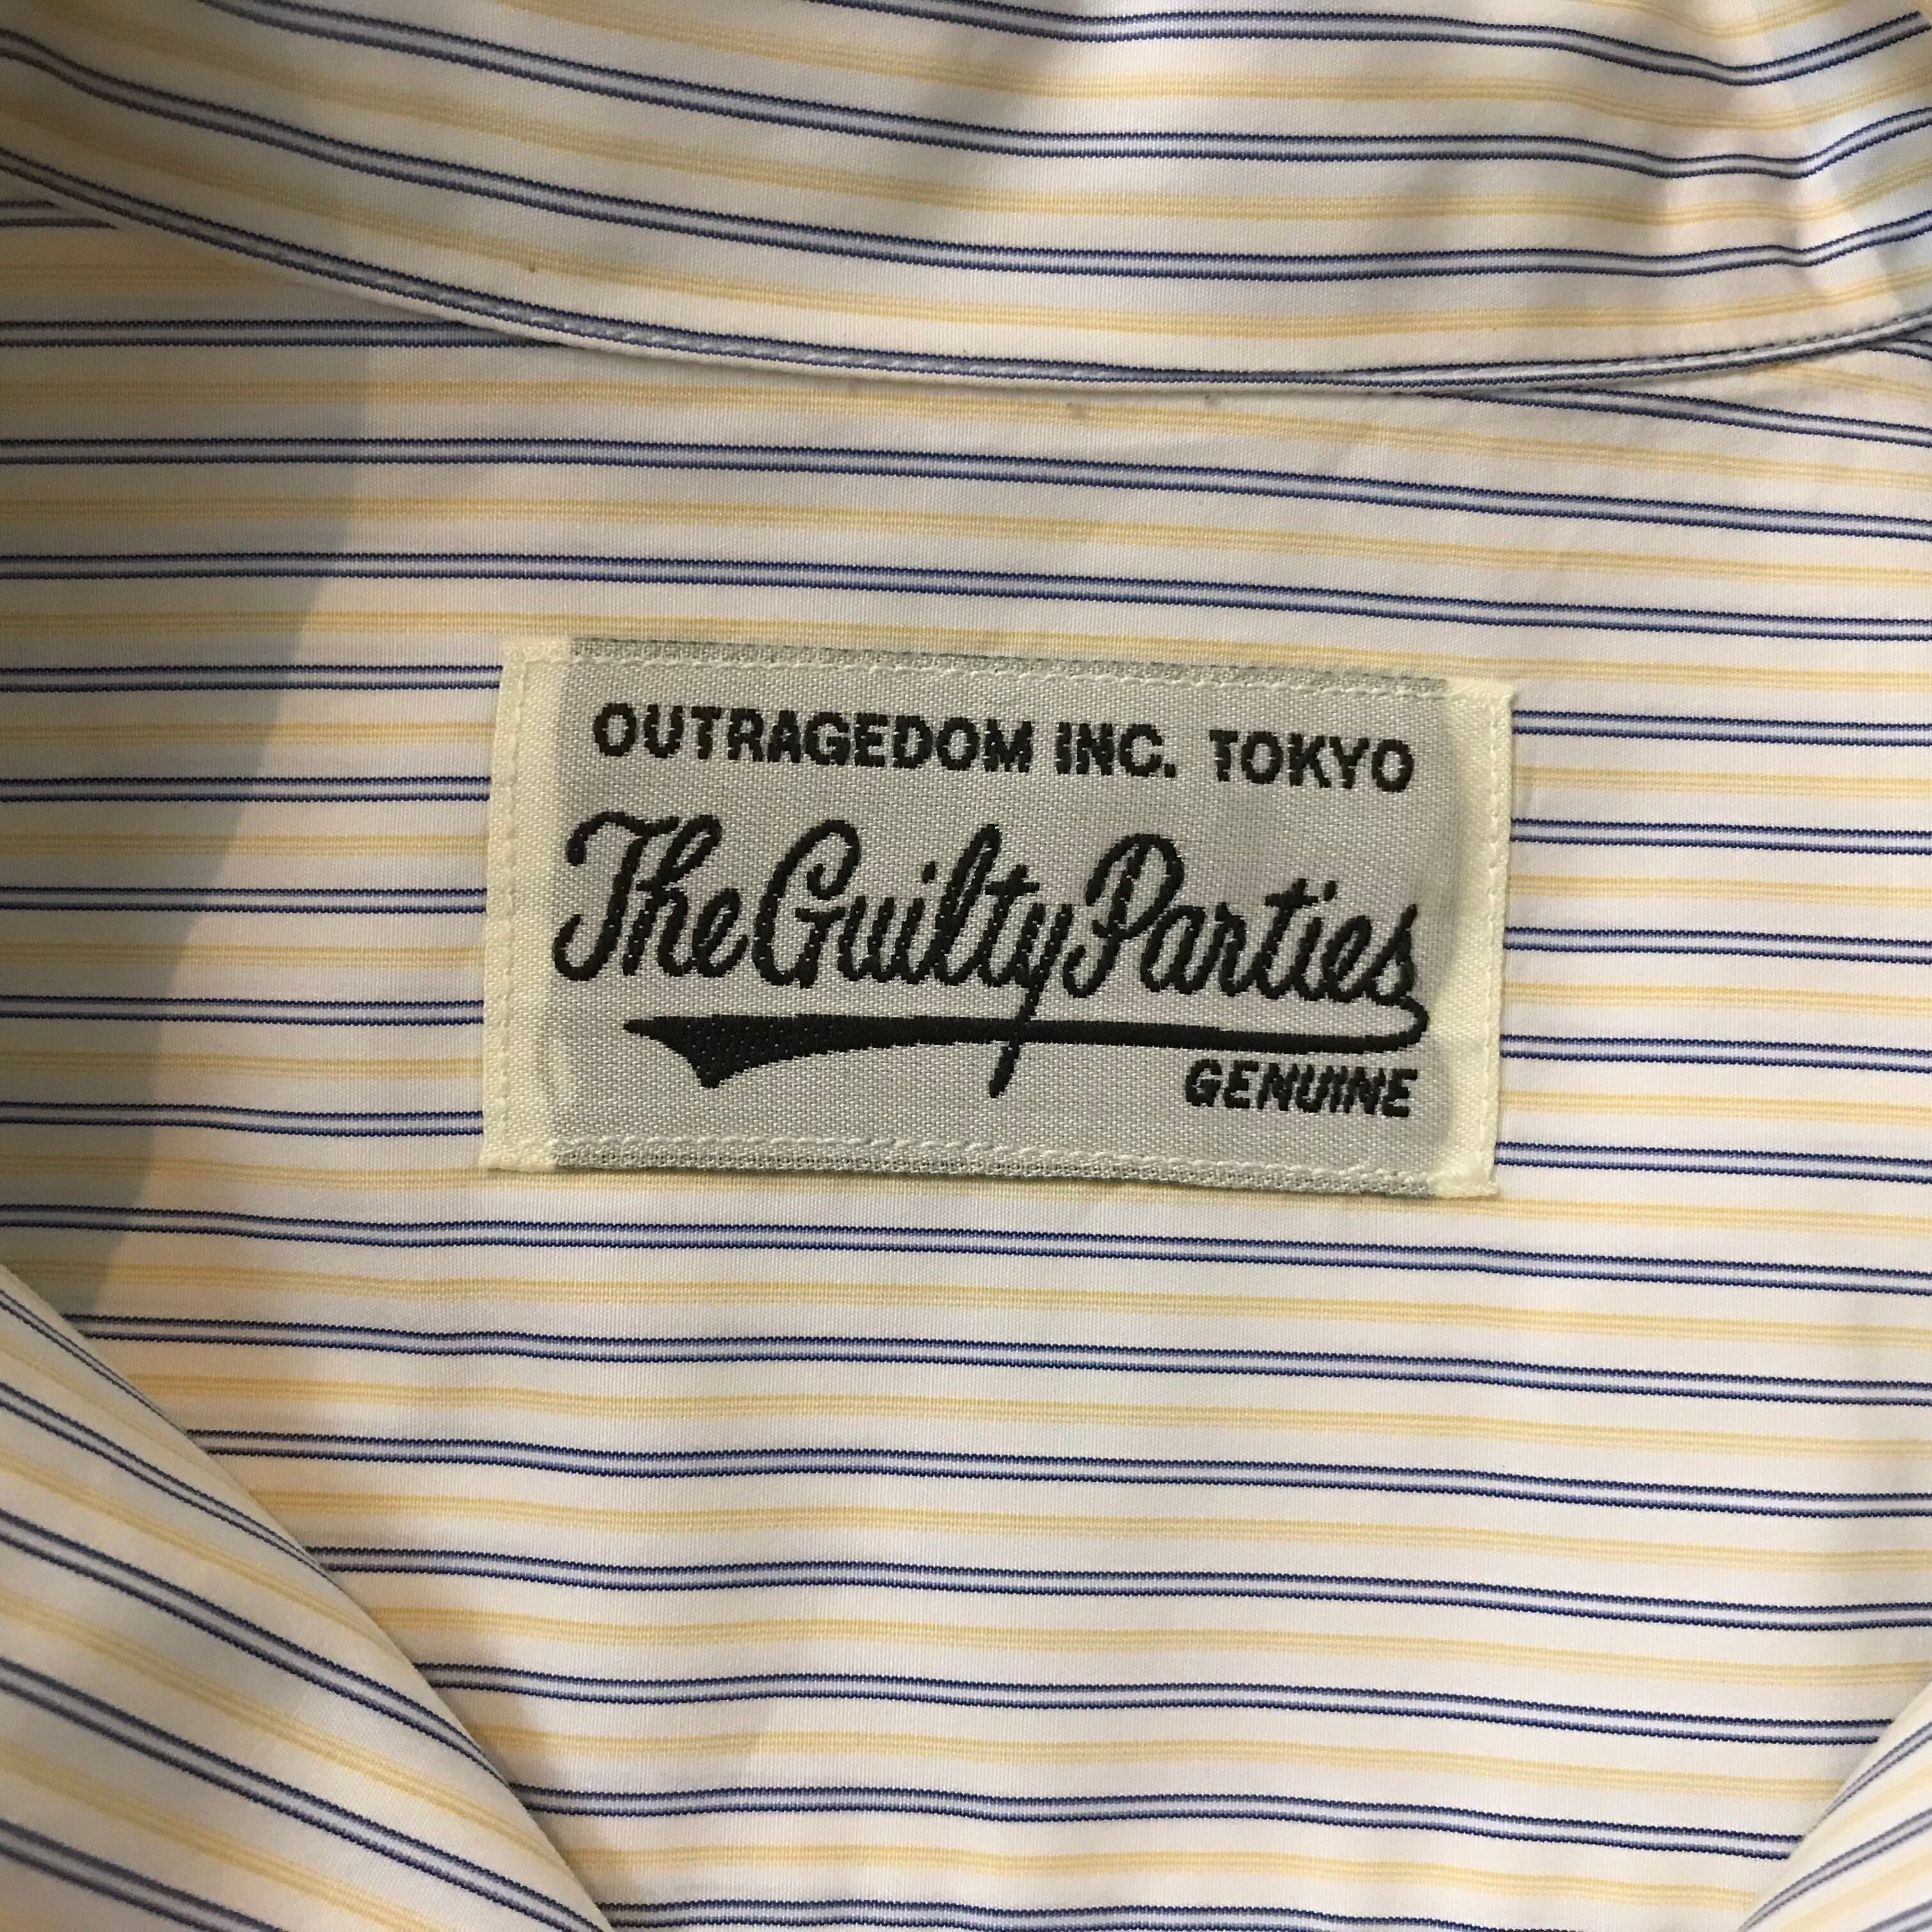 OUTRAGEDOM INC. TOKYO
The Guilty Parties
GENUINE